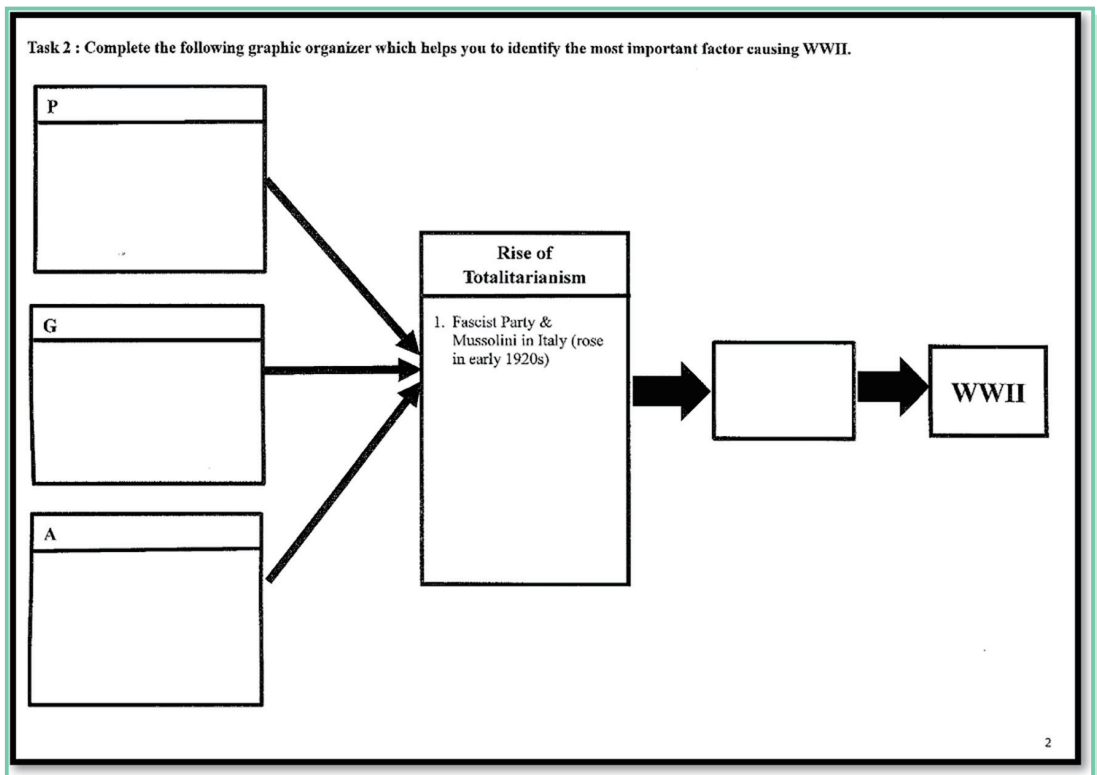 Task 2 : Complete the following graphic organizer which helps you to identify the most important factor causing WWII.
P
G
A
Rise of
Totalitarianism
1. Fascist Party &
Mussolini in Italy (rose
in early 1920s)
WWII
2